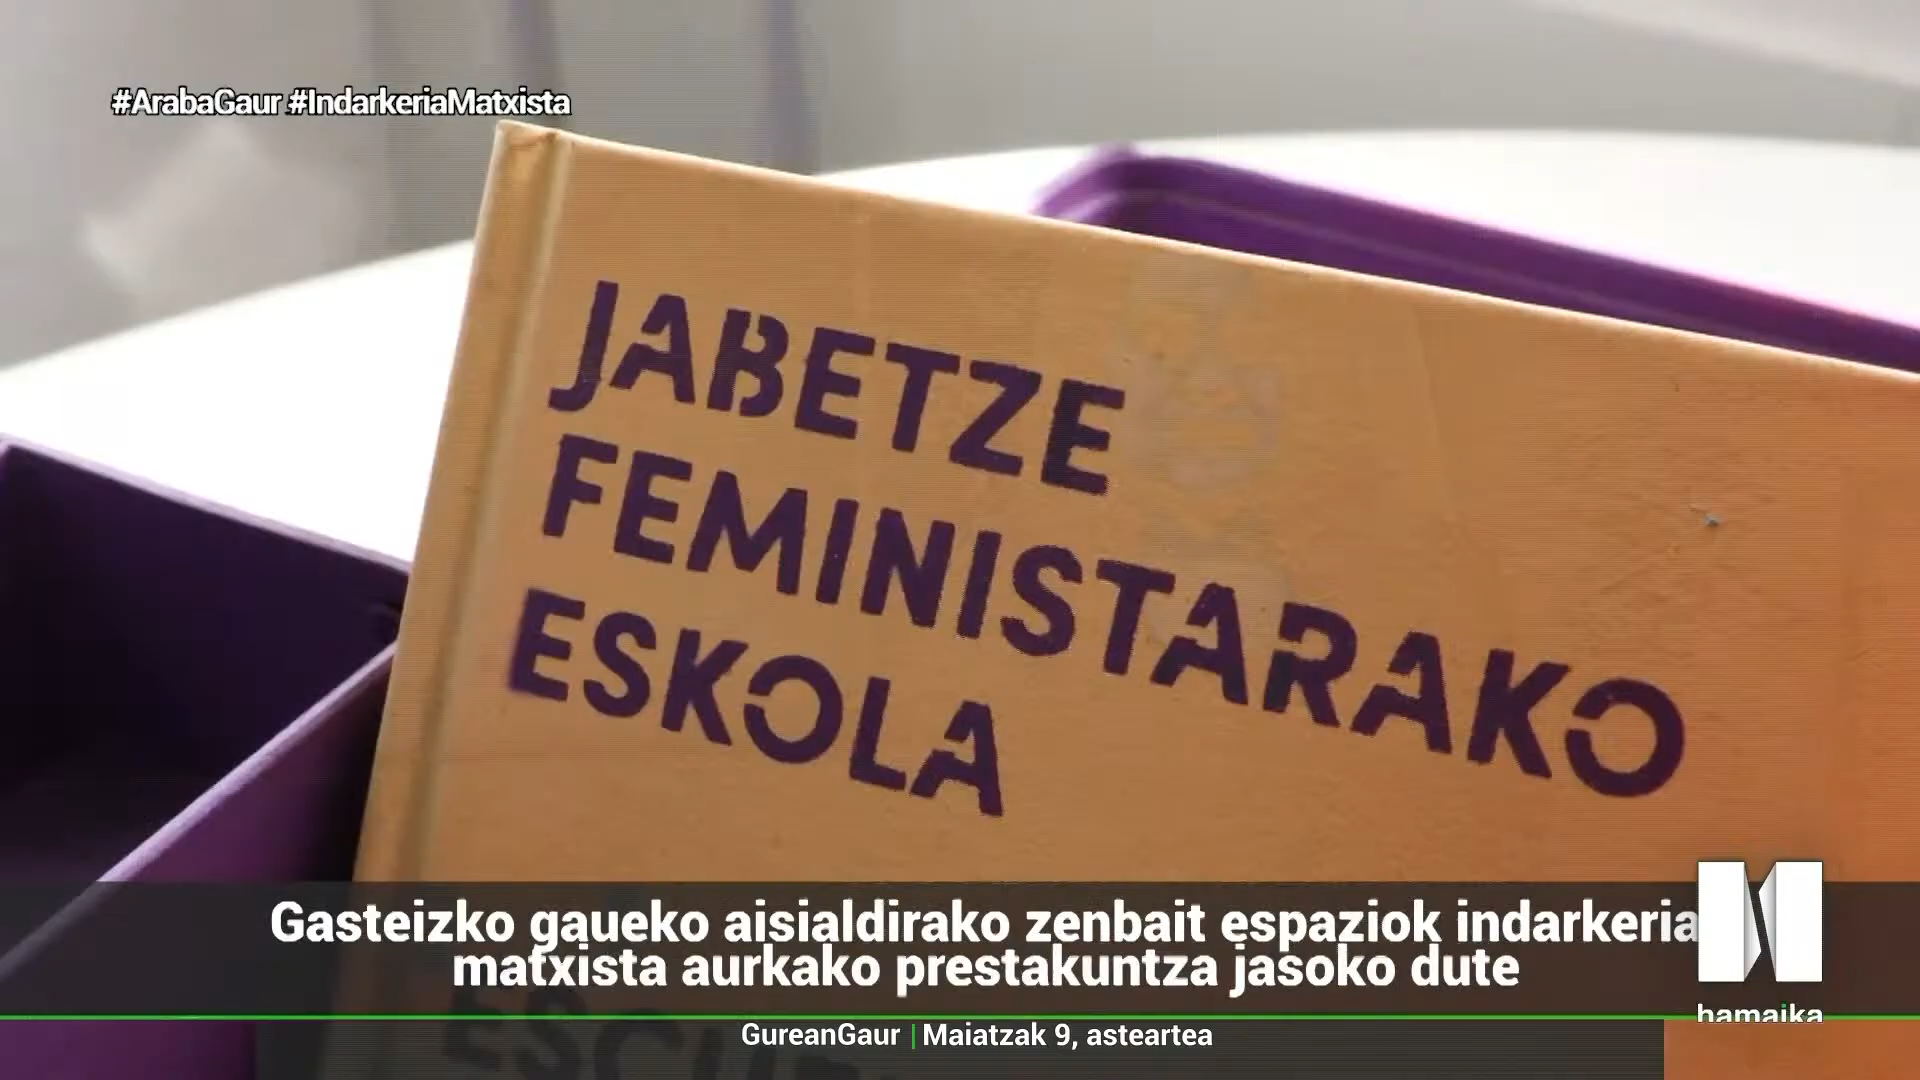 #ArabaGaur #IndarkeriaMatxista
JABETZE
FEMINISTARAKO
ESKOLA
Gasteizko gaueko aisialdirako zenbait espaziok indarkeria
matxista aurkako prestakuntza jasoko dute
hamaika
GureanGaur | Maiatzak 9, asteartea